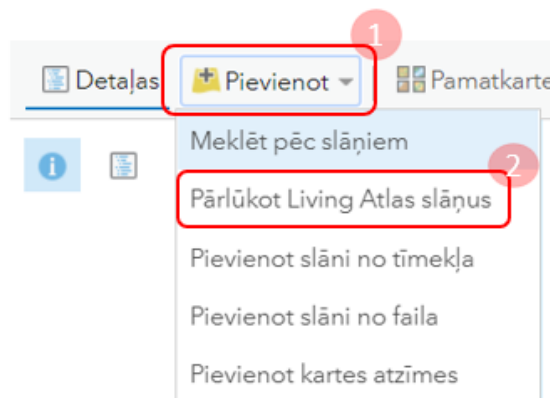 1
Detaļas Pievienot Pamatkarte
Meklēt pēc slāņiem
2
Pārlūkot Living Atlas slāņus
Pievienot slāni no tīmekļa
Pievienot slāni no faila
Pievienot kartes atzīmes